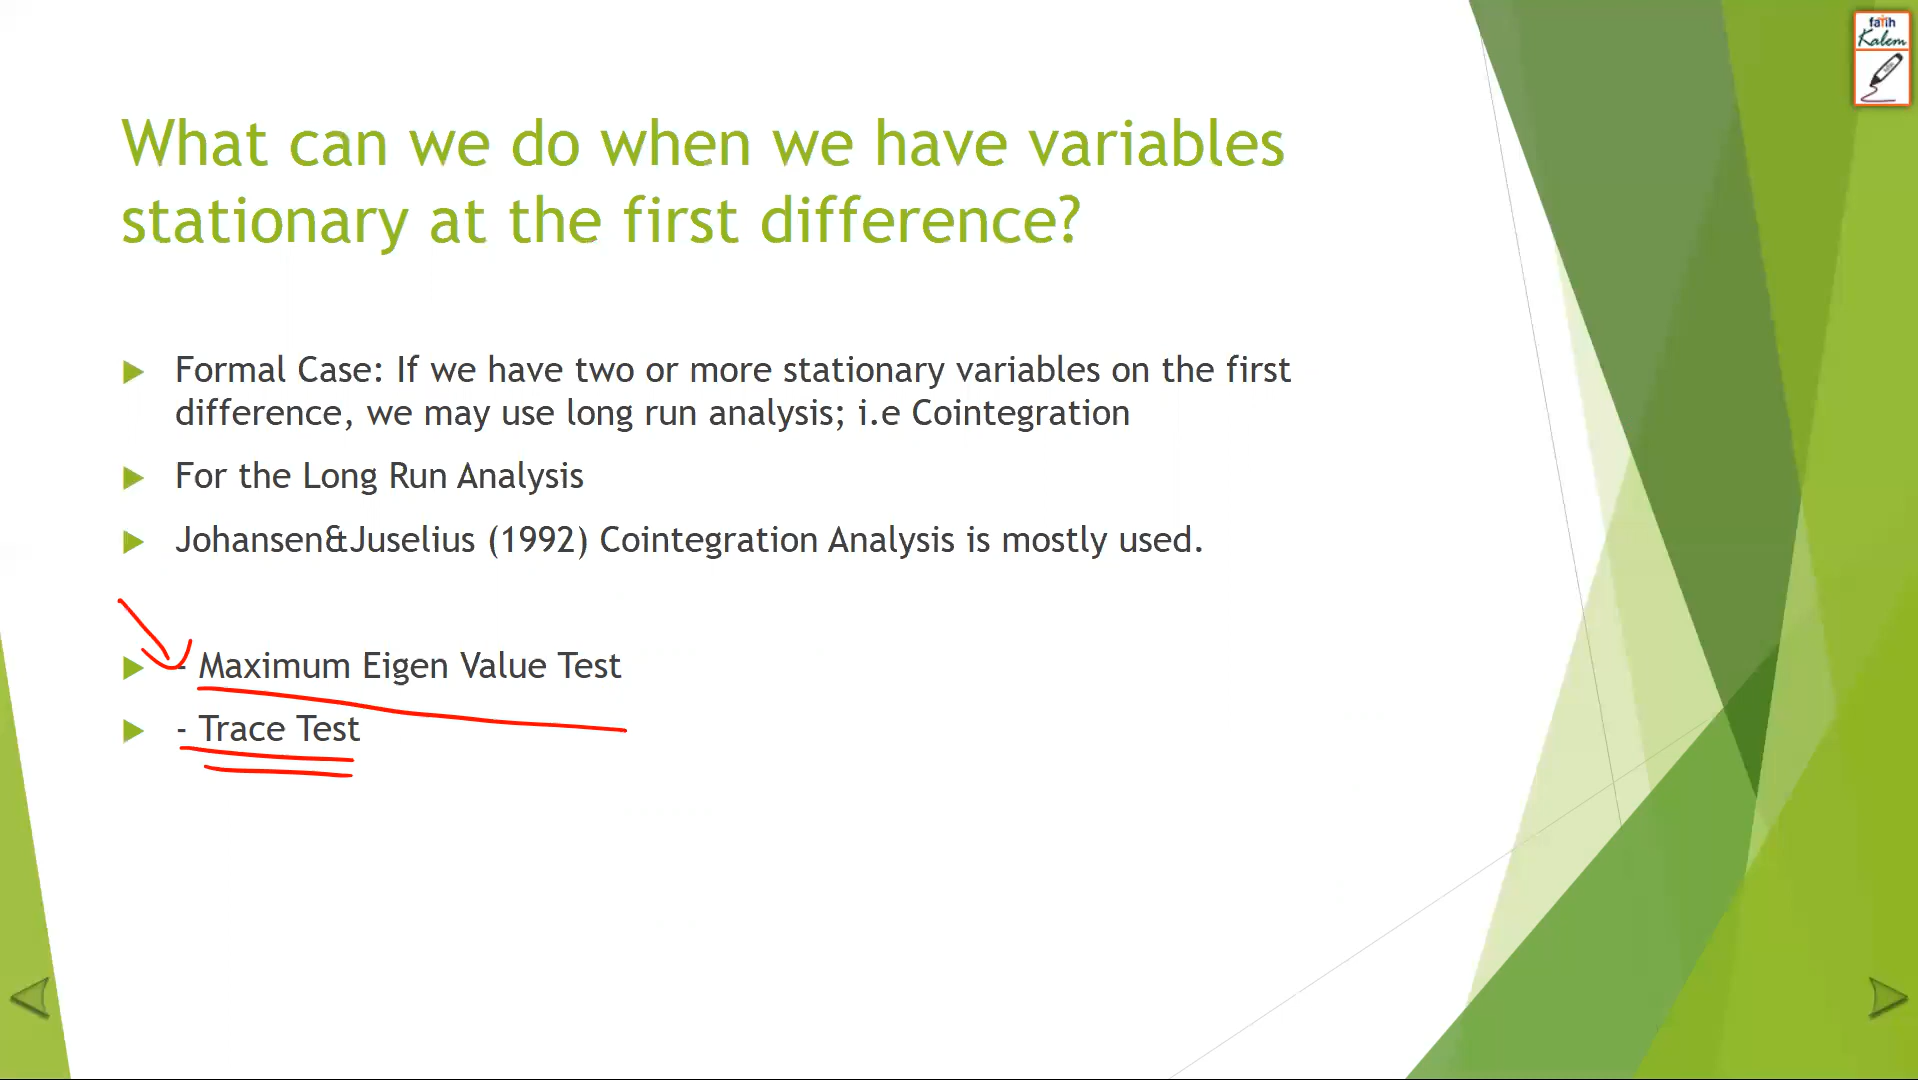 fatih
Kalem
What can we do when we have variables
stationary at the first difference?
Formal Case: If we have two or more stationary variables on the first
difference, we may use long run analysis; i.e Cointegration
For the Long Run Analysis
Johansen&Juselius (1992) Cointegration Analysis is mostly used.
- Maximum Eigen Value Test
- Trace Test